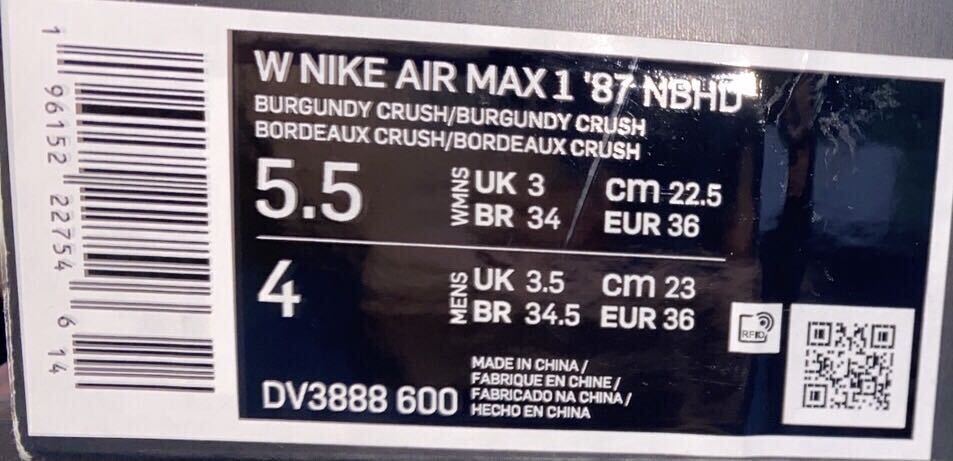 W NIKE AIR MAX 1 '87 NBHD
BURGUNDY CRUSH/BURGUNDY CRUSH
BORDEAUX CRUSH/BORDEAUX CRUSH
5.5
WMNS
UK 3 cm 22.5
BR 34 EUR 36
4
MENS
UK 3.5 cm 23
BR 34.5 EUR 36
RFID
DV3888 600
MADE IN CHINA /
FABRIQUE EN CHINE /
FABRICADO NA CHINA /
HECHO EN CHINA
1 96152 22754 6 14